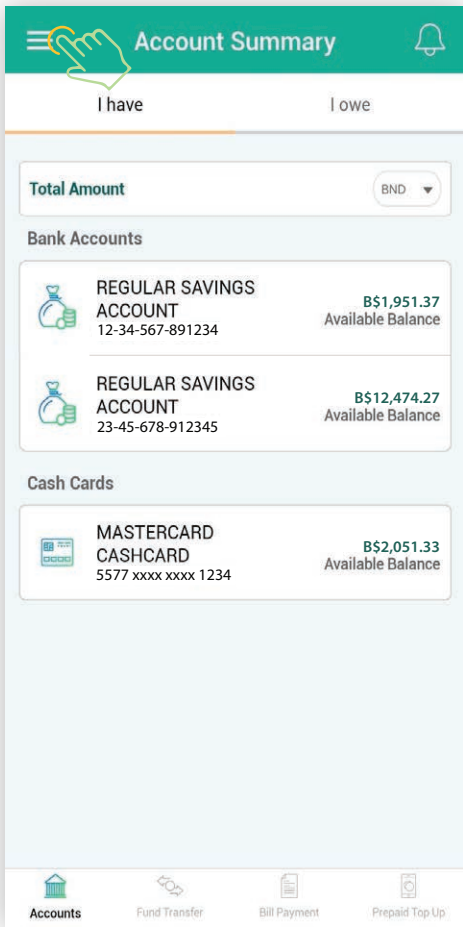 Account Summary
I have
I owe
Total Amount
BND
Bank Accounts
REGULAR SAVINGS
ACCOUNT
12-34-567-891234
B$1,951.37
Available Balance
REGULAR SAVINGS
ACCOUNT
23-45-678-912345
B$12,474.27
Available Balance
Cash Cards
MASTERCARD
CASHCARD
5577 xxxx xxxx 1234
B$2,051.33
Available Balance
Accounts
Fund Transfer
Bill Payment
Prepaid Top Up